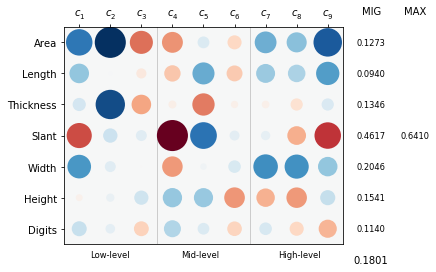 c1 c2 c3 c4 c5 c6 c7 c8 c9 MIG MAX
Area 0.1273
Length 0.0940
Thickness 0.1346
Slant 0.4617 0.6410
Width 0.2046
Height 0.1541
Digits 0.1140
Low-level Mid-level High-level
0.1801